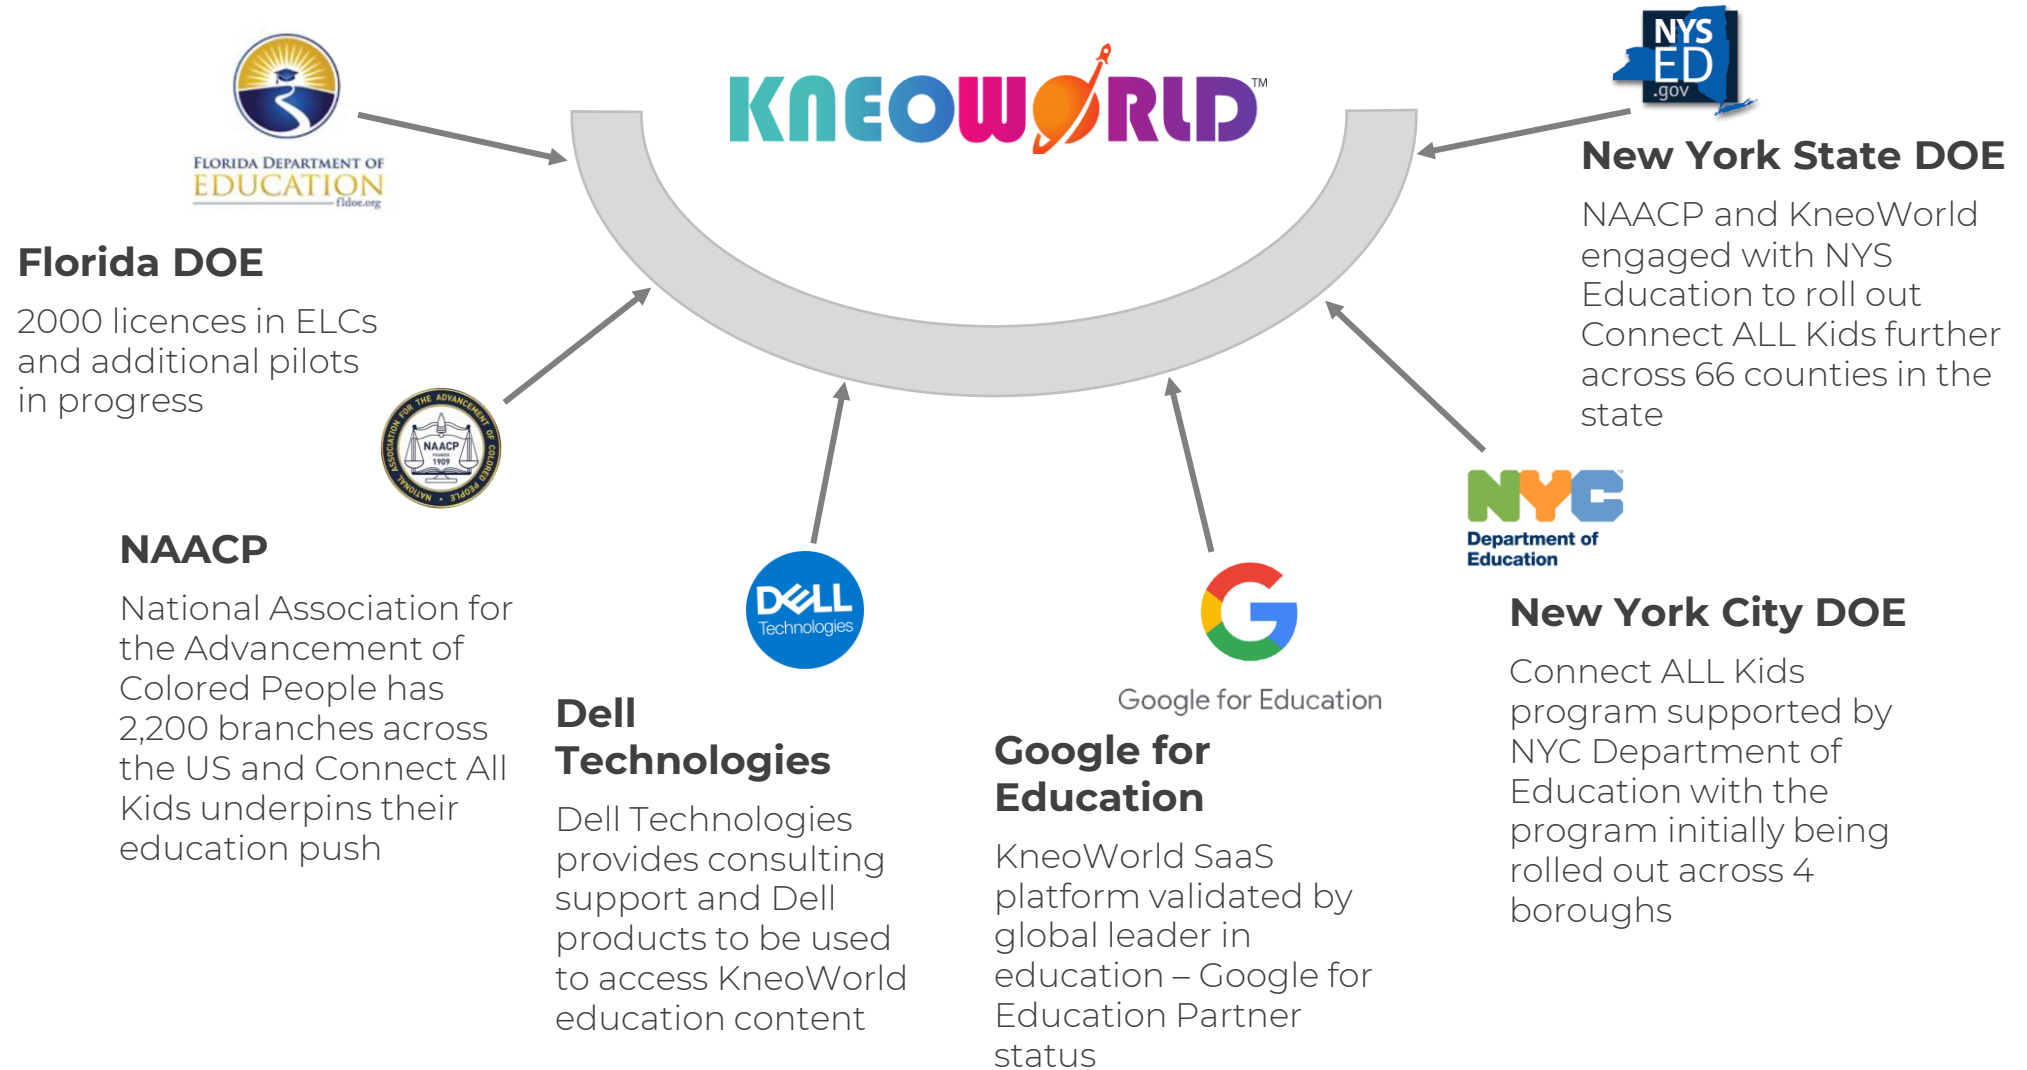 KNEOWORLD™
FLORIDA DEPARTMENT OF
EDUCATION
fldoe.org
Florida DOE
2000 licences in ELCs
and additional pilots
in progress
NATIONAL ASSOCIATION FOR THE ADVANCEMENT OF COLORED PEOPLE
NAACP
FOUNDED
1909
NAACP
National Association for
the Advancement of
Colored People has
2,200 branches across
the US and Connect All
Kids underpins their
education push
DELL
Technologies
Dell
Technologies
Dell Technologies
provides consulting
support and Dell
products to be used
to access KneoWorld
education content
G
Google for Education
Google for
Education
KneoWorld SaaS
platform validated by
global leader in
education – Google for
Education Partner
status
NYC
Department of
Education
New York City DOE
Connect ALL Kids
program supported by
NYC Department of
Education with the
program initially being
rolled out across 4
boroughs
NYS
ED
.gov
New York State DOE
NAACP and KneoWorld
engaged with NYS
Education to roll out
Connect ALL Kids further
across 66 counties in the
state